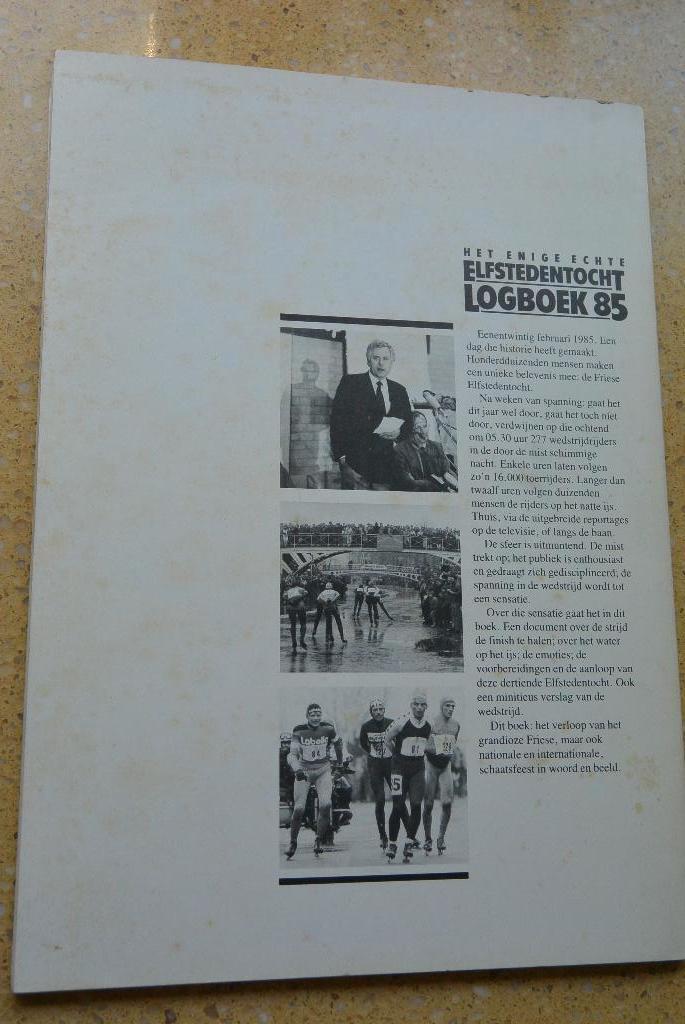 HET ENIGE ECHTE
ELFSTEDENTOCHT
LOGBOEK 85
Eenentwintig februari 1985. Een
dag die historie heeft gemaakt.
Honderdduizenden mensen maken
een unieke belevenis mee: de Friese
Elfstedentocht.
Na weken van spanning: gaat het
dit jaar wel door, gaat het toch niet
door, verdwijnen op die ochtend
om 05.30 uur 277 wedstrijdrijders
in de door de mist schimmige
nacht. Enkele uren laten volgen
zo'n 16.000 toerrijders. Langer dan
twaalf uren volgen duizenden
mensen de rijders op het natte ijs.
Thuis, via de uitgebreide reportages
op de televisie, of langs de baan.
De sfeer is uitmuntend. De mist
trekt op; het publiek is enthousiast
en gedraagt zich gedisciplineerd; de
spanning in de wedstrijd wordt tot
een sensatie.
Over die sensatie gaat het in dit
boek. Een document over de strijd
de finish te halen; over het water
op het ijs; de emoties; de
voorbereidingen en de aanloop van
deze dertiende Elfstedentocht. Ook
een minitieus verslag van de
wedstrijd.
Dit boek: het verloop van het
grandioze Friese, maar ook
nationale en internationale,
schaatsfeest in woord en beeld.
Labello
84
81